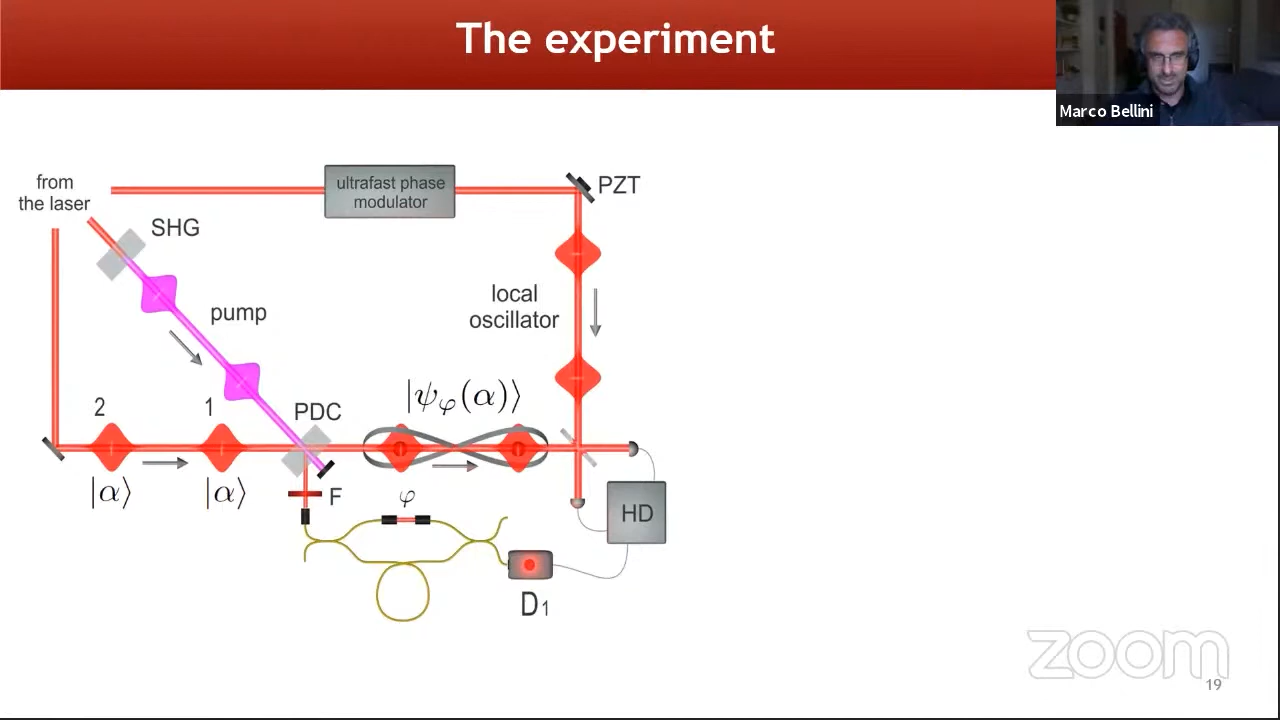 The experiment
Marco Bellini
from
the laser
ultrafast phase
modulator
PZT
SHG
pump
local
oscillator
2
1
PDC
|ψφ(α)⟩
|α⟩
|α⟩
F
φ
HD
D1
zoom
19